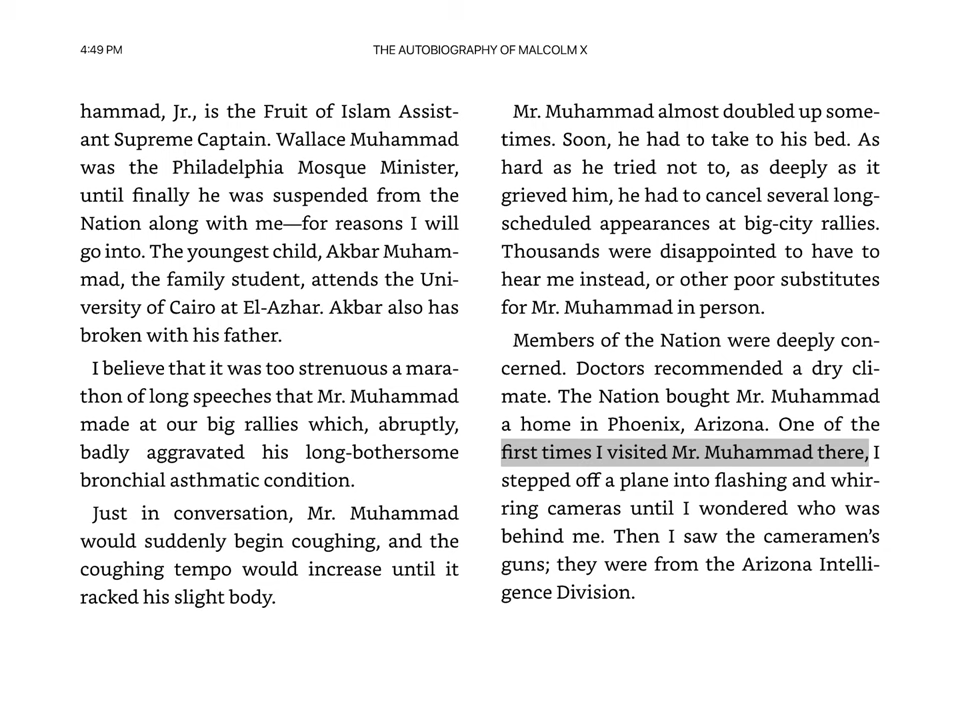 4:49 PM
THE AUTOBIOGRAPHY OF MALCOLM X
hammad, Jr., is the Fruit of Islam Assist-
ant Supreme Captain. Wallace Muhammad
was the Philadelphia Mosque Minister,
until finally he was suspended from the
Nation along with me—for reasons I will
go into. The youngest child, Akbar Muham-
mad, the family student, attends the Uni-
versity of Cairo at El-Azhar. Akbar also has
broken with his father.
I believe that it was too strenuous a mara-
thon of long speeches that Mr. Muhammad
made at our big rallies which, abruptly,
badly aggravated his long-bothersome
bronchial asthmatic condition.
Just in conversation, Mr. Muhammad
would suddenly begin coughing, and the
coughing tempo would increase until it
racked his slight body.
Mr. Muhammad almost doubled up some-
times. Soon, he had to take to his bed. As
hard as he tried not to, as deeply as it
grieved him, he had to cancel several long-
scheduled appearances at big-city rallies.
Thousands were disappointed to have to
hear me instead, or other poor substitutes
for Mr. Muhammad in person.
Members of the Nation were deeply con-
cerned. Doctors recommended a dry cli-
mate. The Nation bought Mr. Muhammad
a home in Phoenix, Arizona. One of the
first times I visited Mr. Muhammad there, I
stepped off a plane into flashing and whir-
ring cameras until I wondered who was
behind me. Then I saw the cameramen’s
guns; they were from the Arizona Intelli-
gence Division.